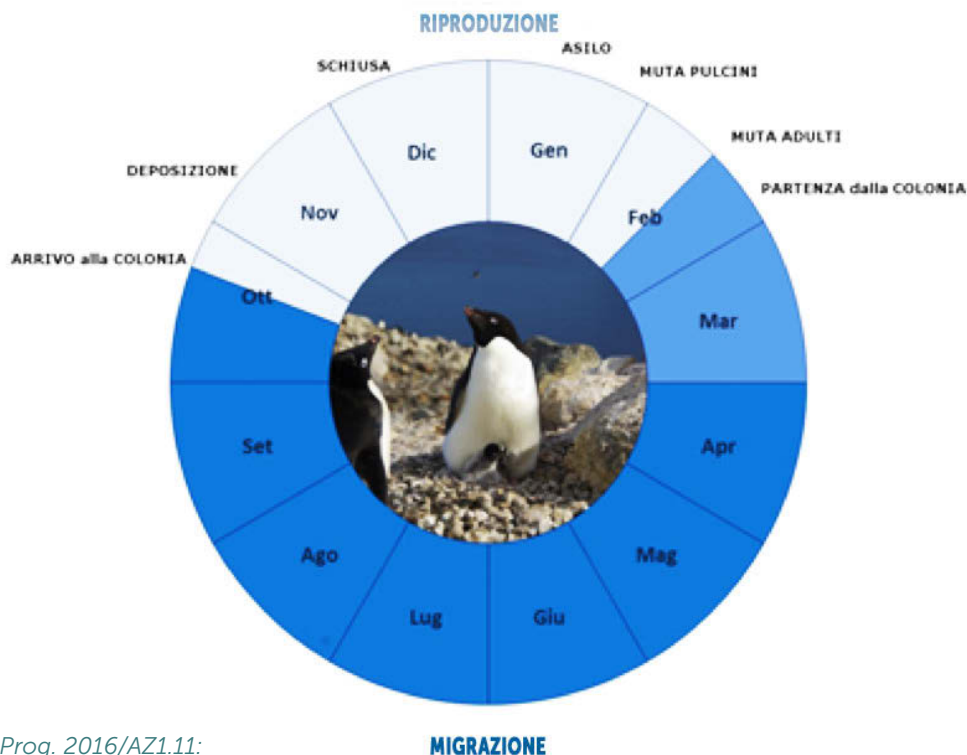 RIPRODUZIONE
ASILO
SCHIUSA
MUTA PULCINI
MUTA ADULTI
DEPOSIZIONE
PARTENZA dalla COLONIA
ARRIVO alla COLONIA
Gen
Feb
Mar
Apr
Mag
Giu
Lug
Ago
Set
Ott
Nov
Dic
Prog. 2016/AZ1.11:
MIGRAZIONE